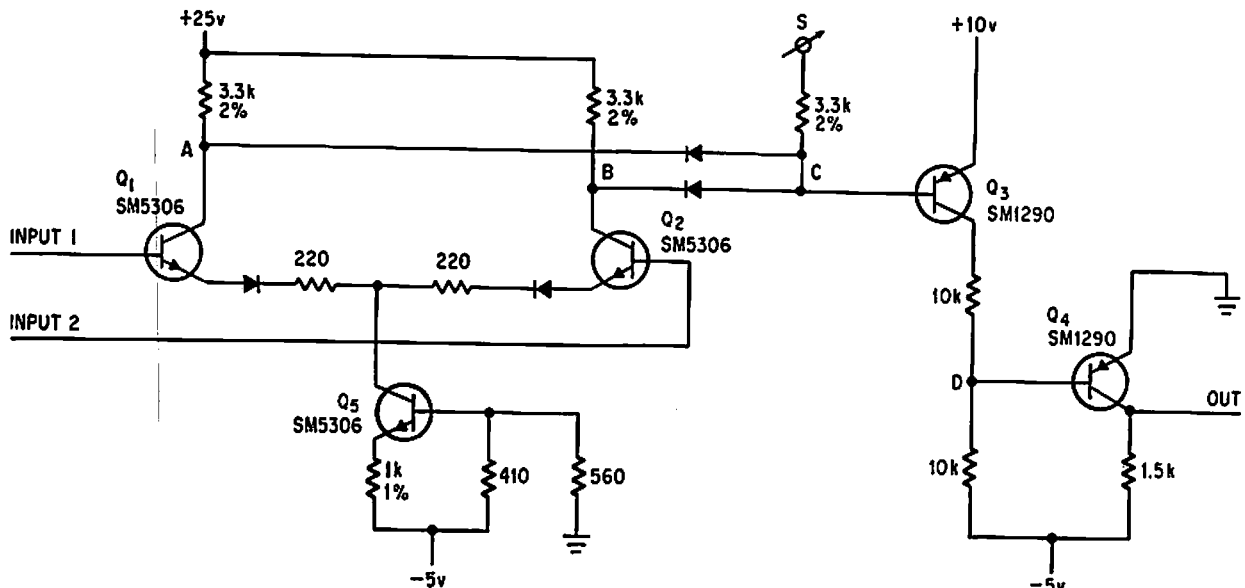 +25v
S
+10v
3.3k
2%
3.3k
2%
3.3k
2%
A
B
C
Q1
SM5306
Q2
SM5306
Q3
SM1290
INPUT 1
220
220
10k
Q4
SM1290
INPUT 2
D
OUT
Q5
SM5306
1k
1%
410
560
10k
1.5k
-5v
-5v